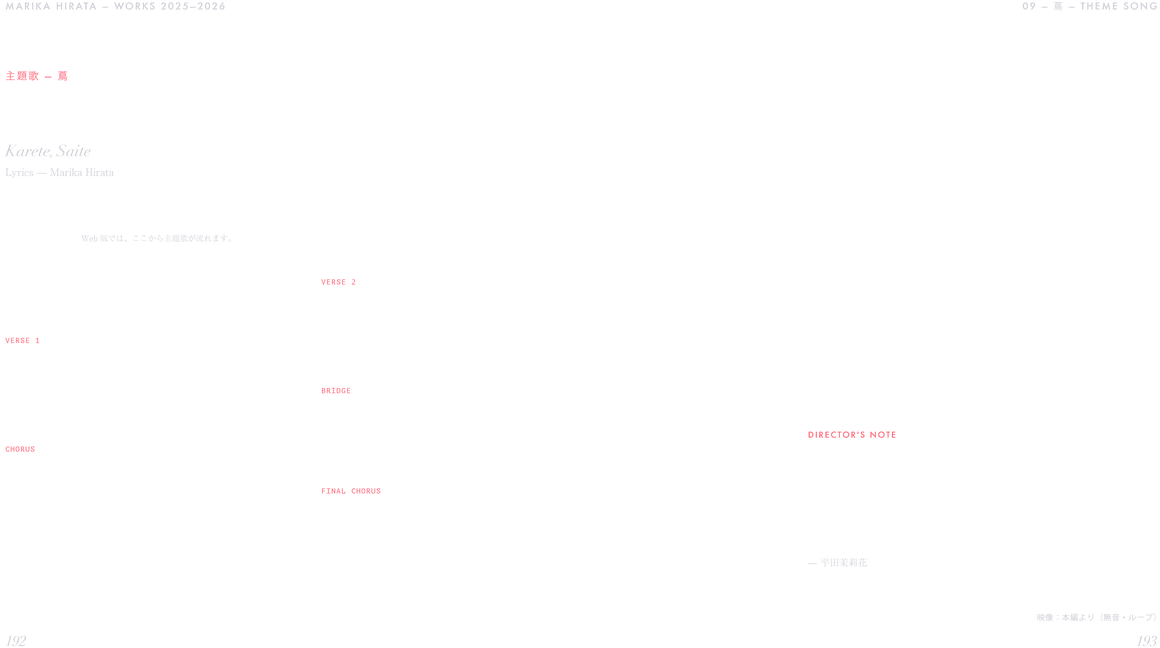 MARIKA HIRATA — WORKS 2025—2026
09 — 蔦 — THEME SONG
主題歌 — 蔦
Karete, Saite
Lyrics — Marika Hirata
Web版では、ここから主題歌が流れます。
VERSE 1
CHORUS
VERSE 2
BRIDGE
FINAL CHORUS
DIRECTOR'S NOTE
— 平田茉莉花
映像：本編より（無音・ループ）
192
193